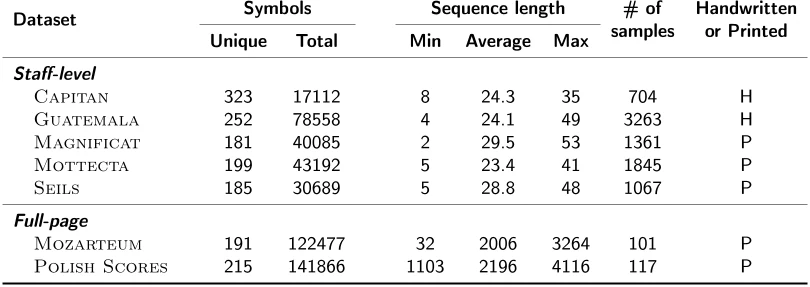 Dataset Symbols Sequence length # of samples Handwritten or Printed
Unique Total Min Average Max
Staff-level
CAPITAN 323 17112 8 24.3 35 704 H
GUATEMALA 252 78558 4 24.1 49 3263 H
MAGNIFICAT 181 40085 2 29.5 53 1361 P
MOTTECTA 199 43192 5 23.4 41 1845 P
SEILS 185 30689 5 28.8 48 1067 P
Full-page
MOZARTEUM 191 122477 32 2006 3264 101 P
POLISH SCORES 215 141866 1103 2196 4116 117 P